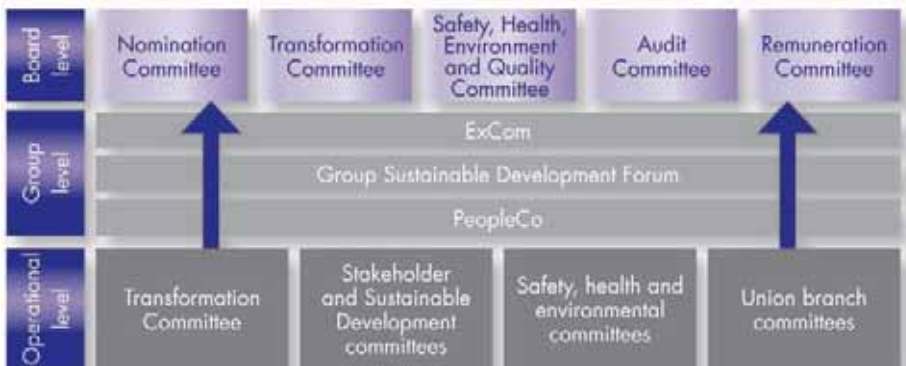 Board
level
Nomination
Committee
Transformation
Committee
Safety, Health,
Environment
and Quality
Committee
Audit
Committee
Remuneration
Committee
Group
level
ExCom
Group Sustainable Development Forum
PeopleCo
Operational
level
Transformation
Committee
Stakeholder
and Sustainable
Development
committees
Safety, health and
environmental
committees
Union branch
committees